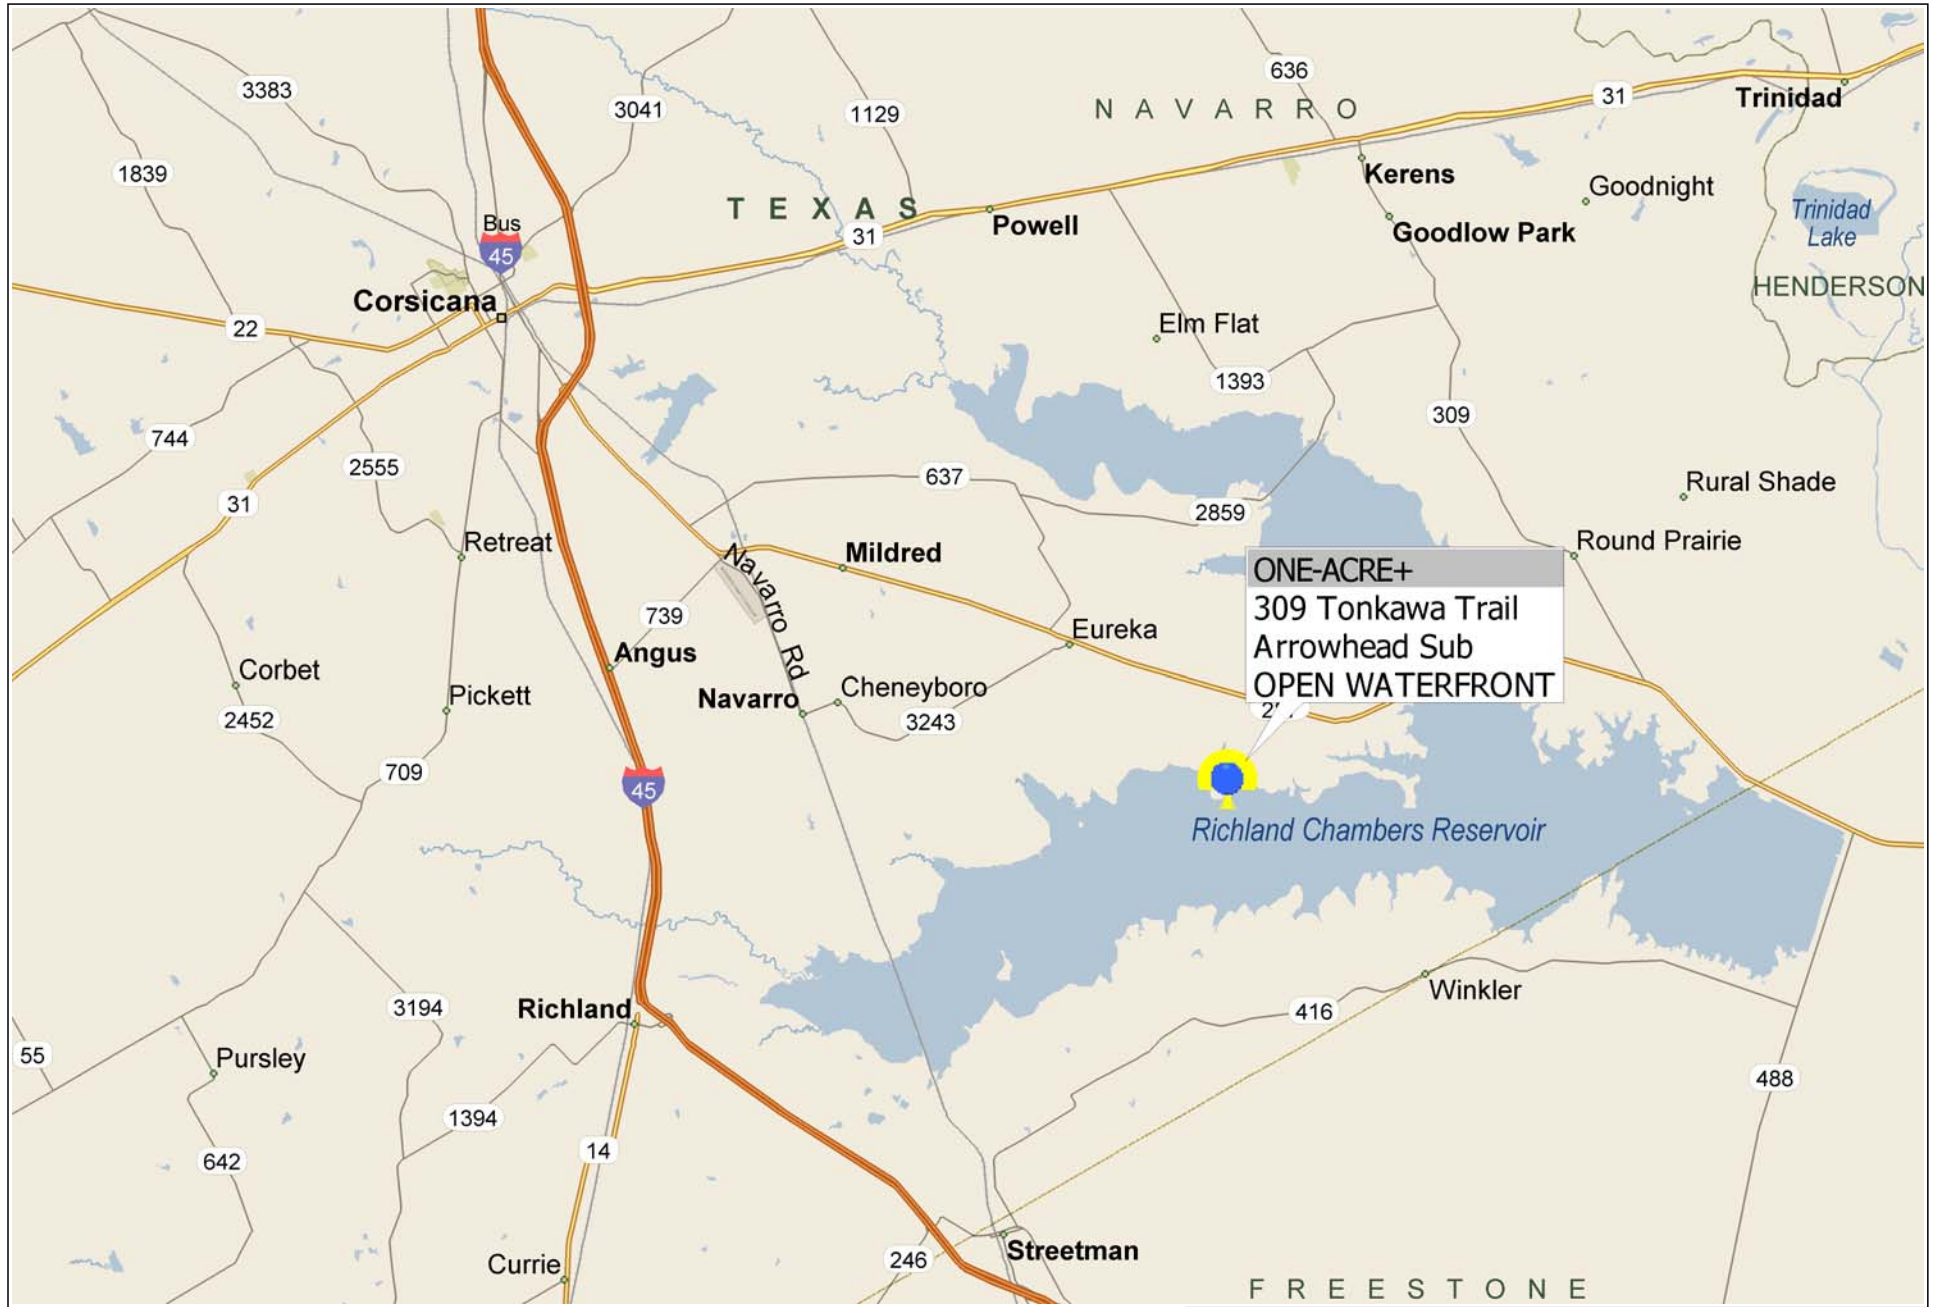 3383
3041
1129
636
NAVARRO
31
Trinidad
1839
Kerens
Goodnight
TEXAS
Bus
45
31
Powell
Goodlow Park
Trinidad
Lake
HENDERSON
Corsicana
22
Elm Flat
1393
309
744
2555
637
31
2859
Rural Shade
Retreat
Mildred
Round Prairie
Navarro Rd
ONE-ACRE+
309 Tonkawa Trail
Arrowhead Sub
OPEN WATERFRONT
739
Eureka
Angus
Corbet
Cheneyboro
Pickett
Navarro
3243
2452
709
45
Richland Chambers Reservoir
Winkler
3194
Richland
416
55
Pursley
488
1394
14
642
Currie
246
Streetman
FREESTONE